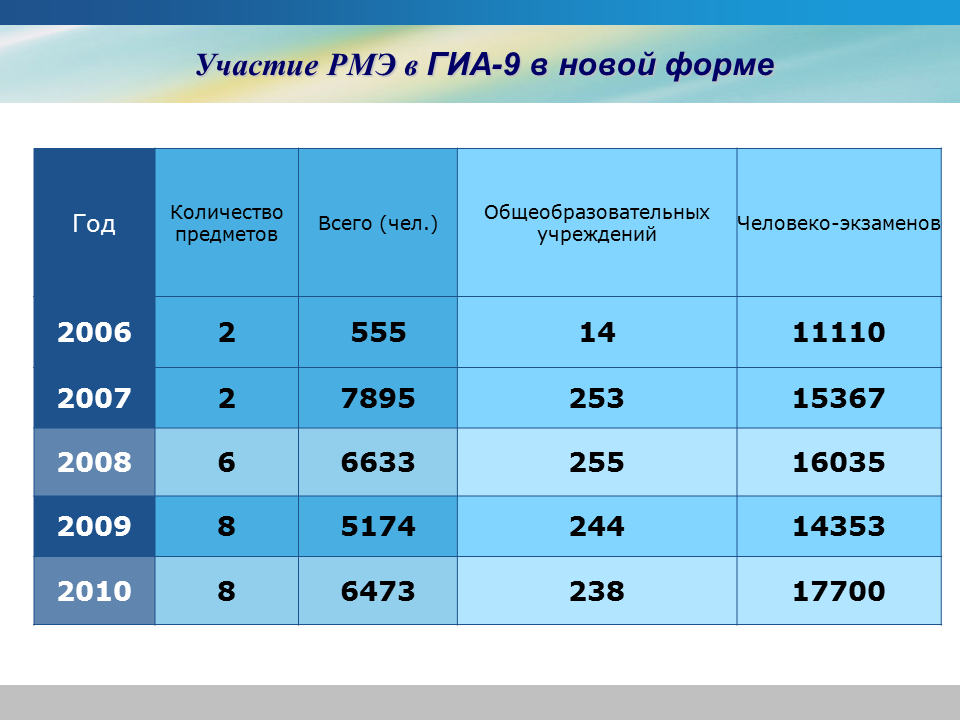 Участие РМЭ в ГИА-9 в новой форме
Год
Количество
предметов
Всего (чел.)
Общеобразовательных
учреждений
Человеко-экзаменов
2006 2 555 14 11110
2007 2 7895 253 15367
2008 6 6633 255 16035
2009 8 5174 244 14353
2010 8 6473 238 17700